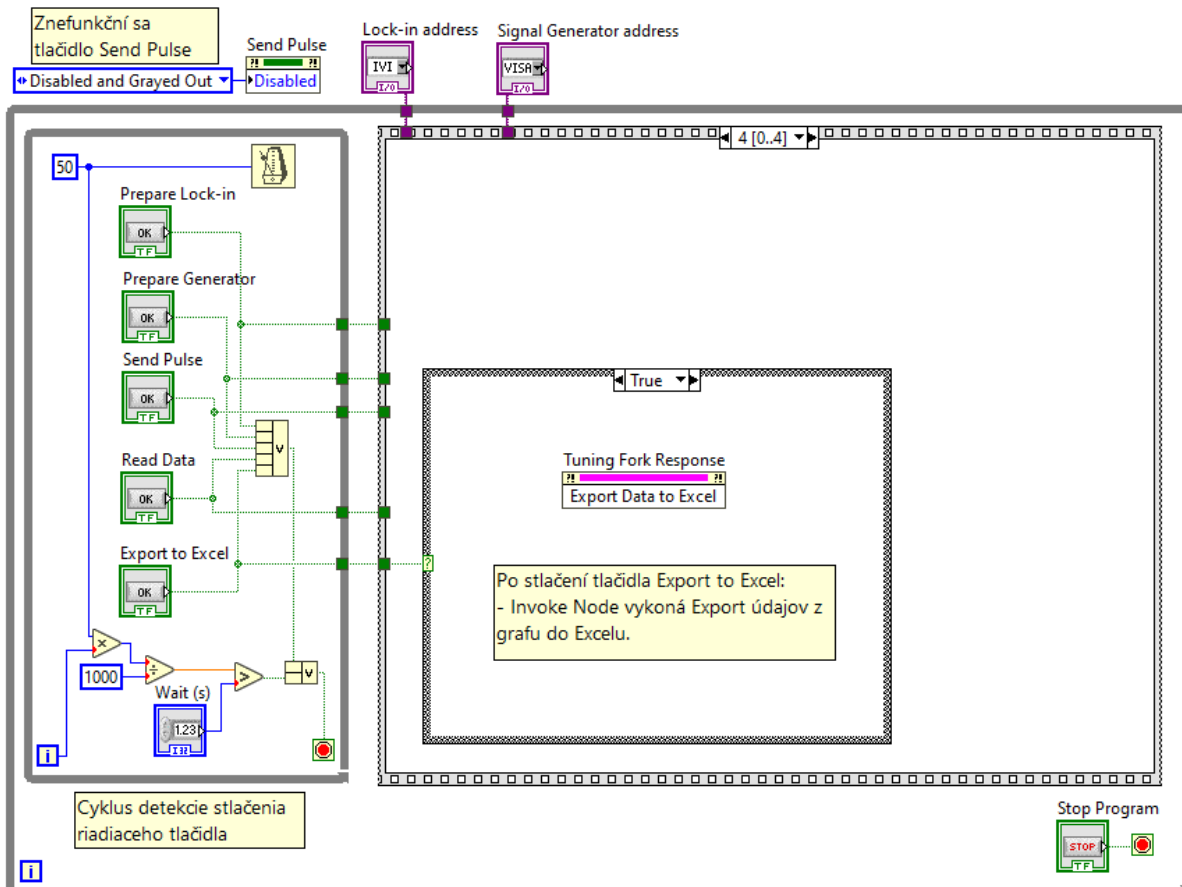 Znefunkční sa
tlačidlo Send Pulse
Send Pulse
Disabled and Grayed Out
Disabled
Lock-in address
IVI
I/O
Signal Generator address
VISA
I/O
4 [0..4]
50
Prepare Lock-in
OK
TF
Prepare Generator
OK
TF
Send Pulse
OK
TF
Read Data
OK
TF
Export to Excel
OK
TF
V
×
÷
>
V
1000
Wait (s)
1.23
I32
i
Cyklus detekcie stlačenia
riadiaceho tlačidla
i
True
?
Tuning Fork Response
?!
?!
Export Data to Excel
Po stlačení tlačidla Export to Excel:
- Invoke Node vykoná Export údajov z
grafu do Excelu.
Stop Program
STOP
TF